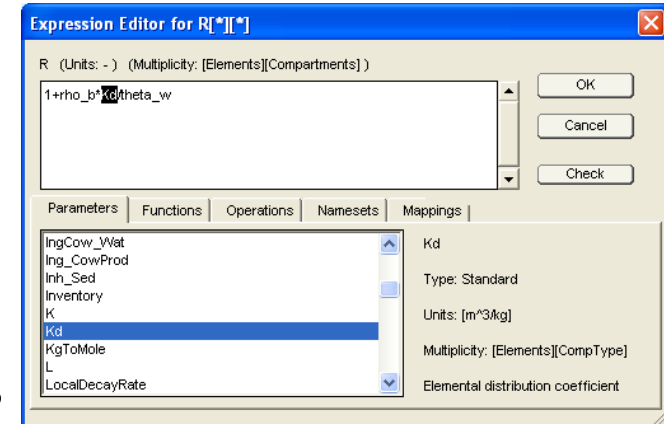 Expression Editor for R[*][*]
R (Units: - ) (Multiplicity: [Elements][Compartments] )
1+rho_b*Kd/theta_w
OK
Cancel
Check
Parameters Functions Operations Namesets Mappings
IngCow_Wat
Ing_CowProd
Inh_Sed
Inventory
K
Kd
KgToMole
L
LocalDecayRate
Kd
Type: Standard
Units: [m^3/kg]
Multiplicity: [Elements][CompType]
Elemental distribution coefficient